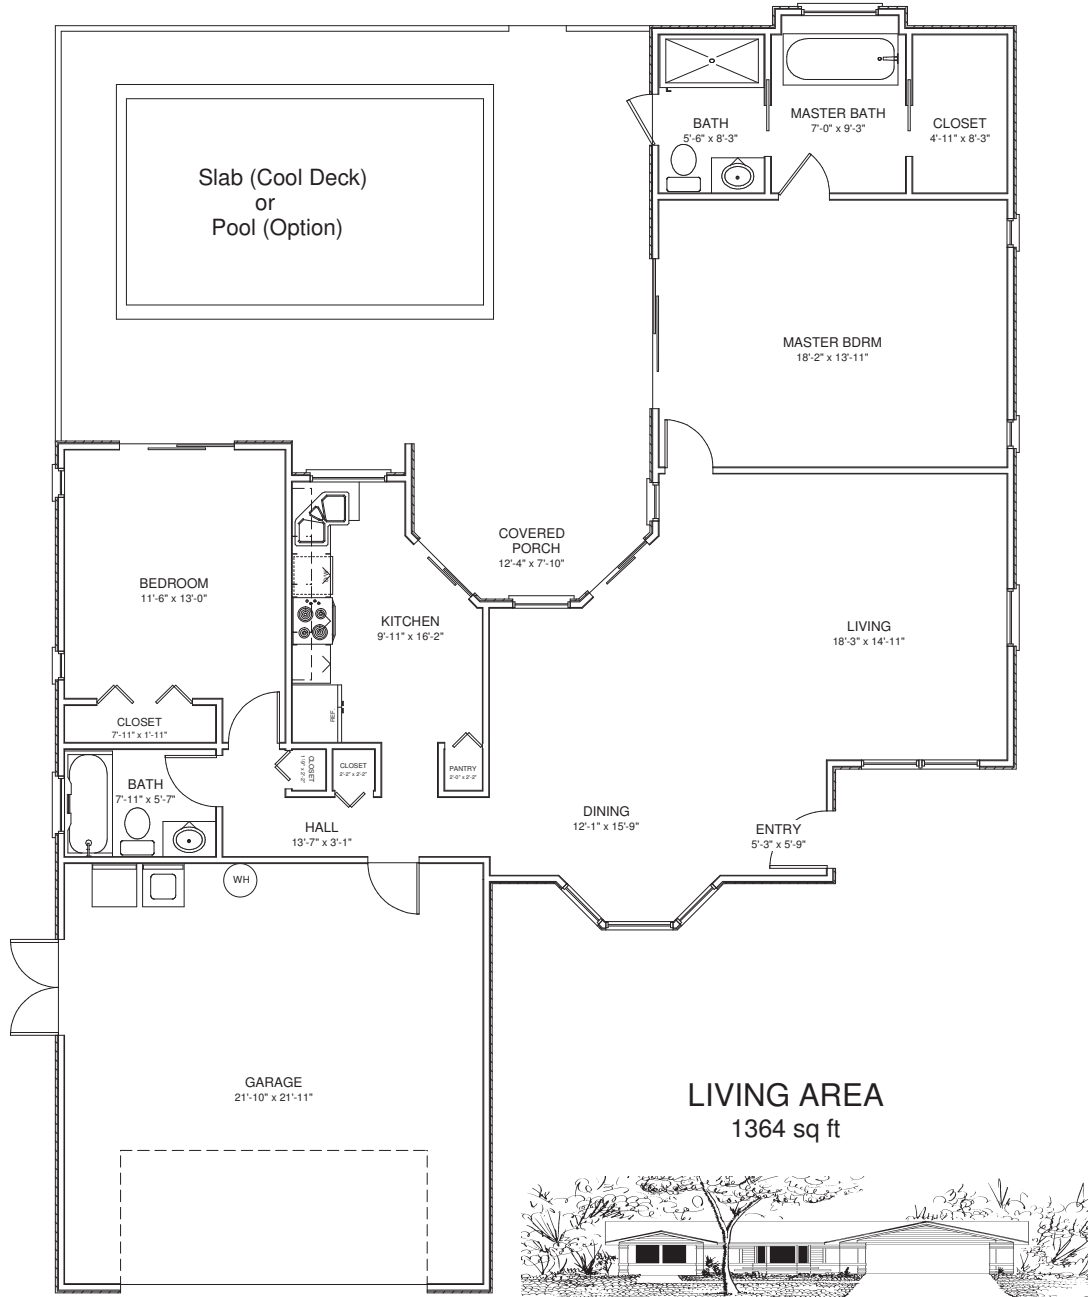 BATH
5'-6" x 8'-3"
MASTER BATH
7'-0" x 9'-3"
CLOSET
4'-11" x 8'-3"
Slab (Cool Deck)
or
Pool (Option)
MASTER BDRM
18'-2" x 13'-11"
COVERED
PORCH
12'-4" x 7'-10"
BEDROOM
11'-6" x 13'-0"
KITCHEN
9'-11" x 16'-2"
LIVING
18'-3" x 14'-11"
REF.
CLOSET
7'-11" x 1'-11"
CLOSET
CLOSET
2'-2" x 2'-2"
PANTRY
2'-0" x 2'-2"
BATH
7'-11" x 5'-7"
HALL
13'-7" x 3'-1"
DINING
12'-1" x 15'-9"
ENTRY
5'-3" x 5'-9"
WH
GARAGE
21'-10" x 21'-11"
LIVING AREA
1364 sq ft